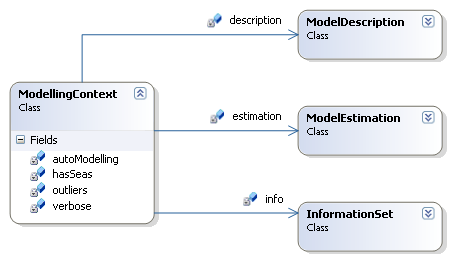 description
ModelDescription
Class
ModellingContext
Class
Fields
autoModelling
hasSeas
outliers
verbose
estimation
ModelEstimation
Class
info
InformationSet
Class